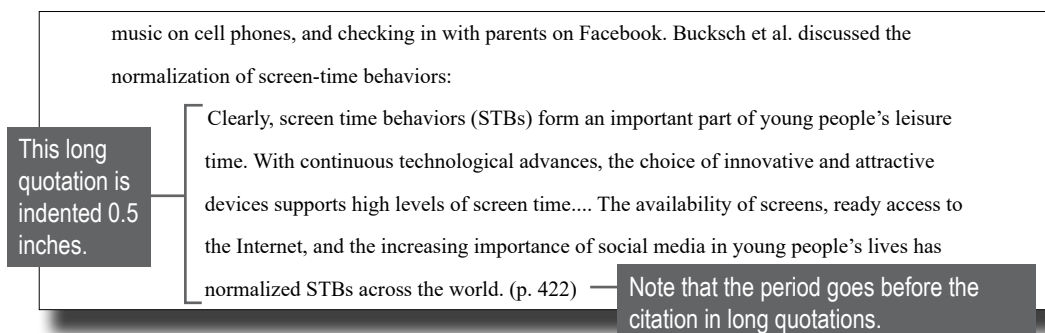 music on cell phones, and checking in with parents on Facebook. Bucksch et al. discussed the
normalization of screen-time behaviors:
Clearly, screen time behaviors (STBs) form an important part of young people’s leisure
time. With continuous technological advances, the choice of innovative and attractive
devices supports high levels of screen time.... The availability of screens, ready access to
the Internet, and the increasing importance of social media in young people’s lives has
normalized STBs across the world. (p. 422)
This long
quotation is
indented 0.5
inches.
Note that the period goes before the
citation in long quotations.